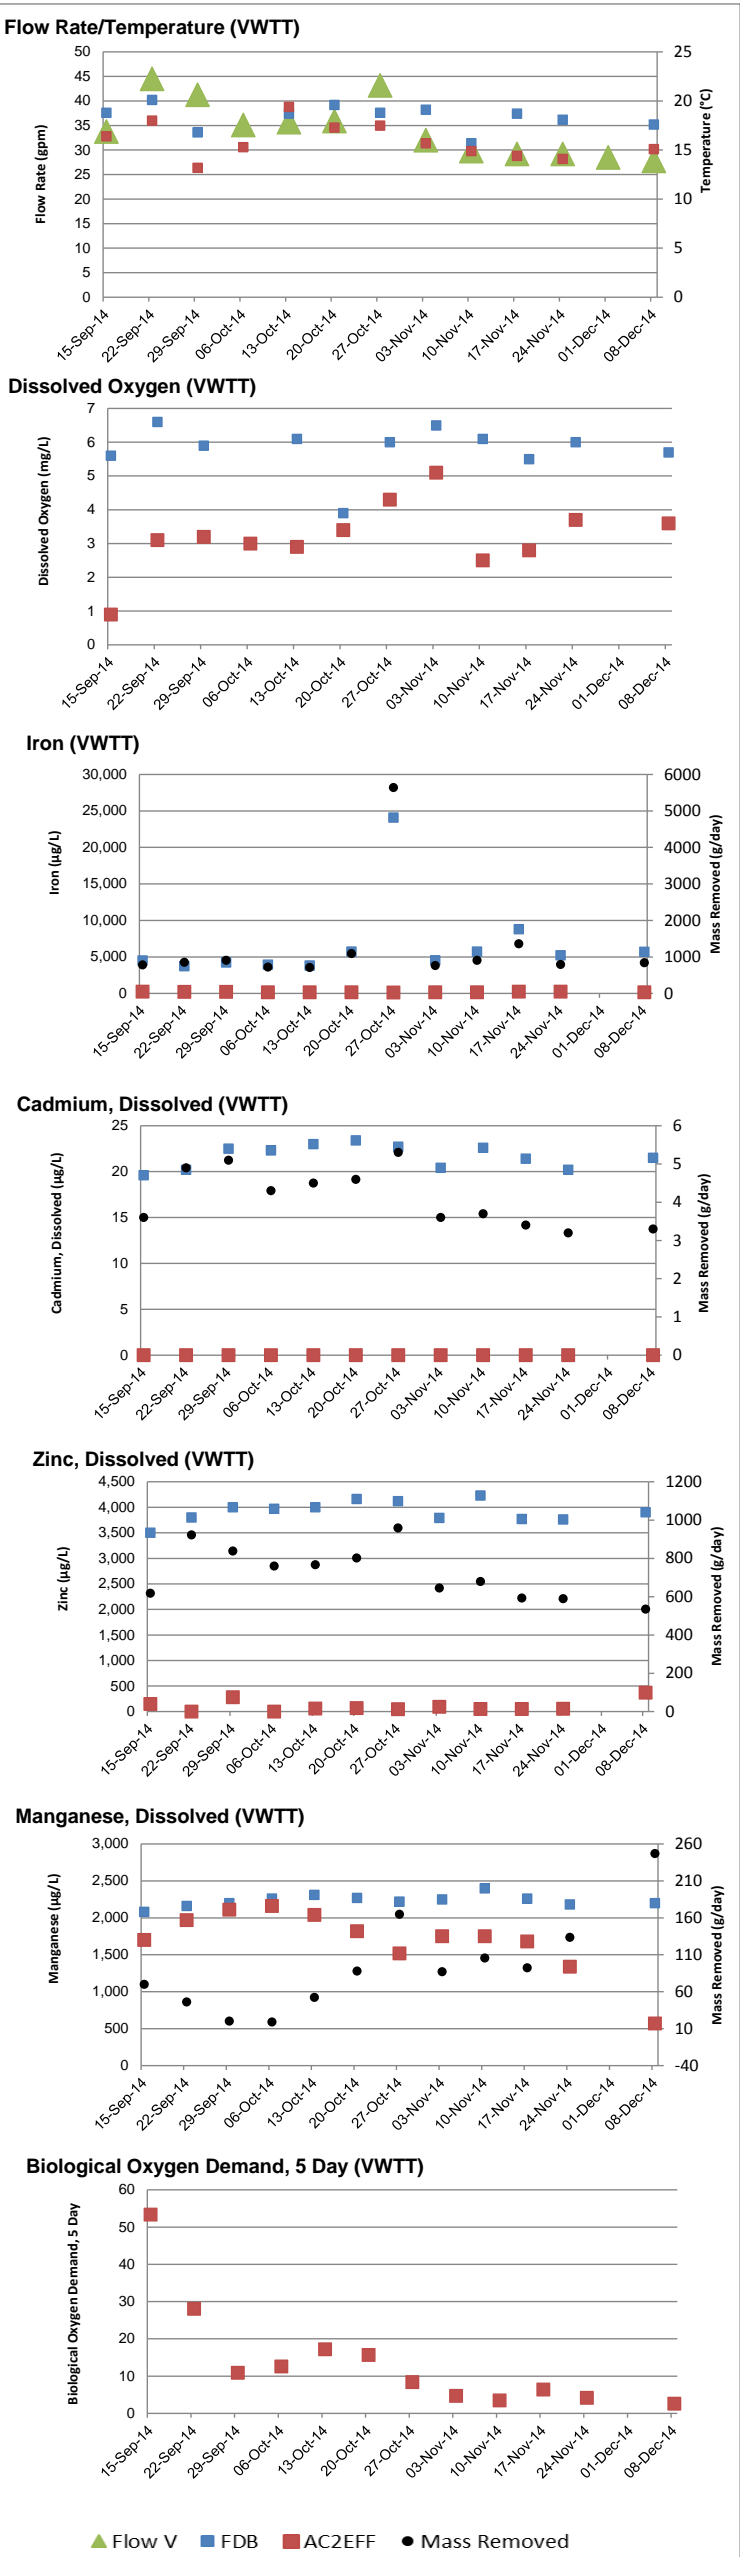 Flow Rate/Temperature (VWTT)
50
45
40
35
30
25
20
15
10
5
0
Flow Rate (gpm)
25
20
15
10
5
0
Temperature (°C)
15-Sep-14
22-Sep-14
29-Sep-14
06-Oct-14
13-Oct-14
20-Oct-14
27-Oct-14
03-Nov-14
10-Nov-14
17-Nov-14
24-Nov-14
01-Dec-14
08-Dec-14
Dissolved Oxygen (VWTT)
7
6
5
4
3
2
1
0
Dissolved Oxygen (mg/L)
15-Sep-14
22-Sep-14
29-Sep-14
06-Oct-14
13-Oct-14
20-Oct-14
27-Oct-14
03-Nov-14
10-Nov-14
17-Nov-14
24-Nov-14
01-Dec-14
08-Dec-14
Iron (VWTT)
30,000
25,000
20,000
15,000
10,000
5,000
0
Iron (µg/L)
6000
5000
4000
3000
2000
1000
0
Mass Removed (g/day)
15-Sep-14
22-Sep-14
29-Sep-14
06-Oct-14
13-Oct-14
20-Oct-14
27-Oct-14
03-Nov-14
10-Nov-14
17-Nov-14
24-Nov-14
01-Dec-14
08-Dec-14
Cadmium, Dissolved (VWTT)
25
20
15
10
5
0
Cadmium, Dissolved (µg/L)
6
5
4
3
2
1
0
Mass Removed (g/day)
15-Sep-14
22-Sep-14
29-Sep-14
06-Oct-14
13-Oct-14
20-Oct-14
27-Oct-14
03-Nov-14
10-Nov-14
17-Nov-14
24-Nov-14
01-Dec-14
08-Dec-14
Zinc, Dissolved (VWTT)
4,500
4,000
3,500
3,000
2,500
2,000
1,500
1,000
500
0
Zinc (µg/L)
1200
1000
800
600
400
200
0
Mass Removed (g/day)
15-Sep-14
22-Sep-14
29-Sep-14
06-Oct-14
13-Oct-14
20-Oct-14
27-Oct-14
03-Nov-14
10-Nov-14
17-Nov-14
24-Nov-14
01-Dec-14
08-Dec-14
Manganese, Dissolved (VWTT)
3,000
2,500
2,000
1,500
1,000
500
0
Manganese (µg/L)
260
210
160
110
60
10
-40
Mass Removed (g/day)
15-Sep-14
22-Sep-14
29-Sep-14
06-Oct-14
13-Oct-14
20-Oct-14
27-Oct-14
03-Nov-14
10-Nov-14
17-Nov-14
24-Nov-14
01-Dec-14
08-Dec-14
Biological Oxygen Demand, 5 Day (VWTT)
60
50
40
30
20
10
0
Biological Oxygen Demand, 5 Day
15-Sep-14
22-Sep-14
29-Sep-14
06-Oct-14
13-Oct-14
20-Oct-14
27-Oct-14
03-Nov-14
10-Nov-14
17-Nov-14
24-Nov-14
01-Dec-14
08-Dec-14
Flow V FDB AC2EFF Mass Removed